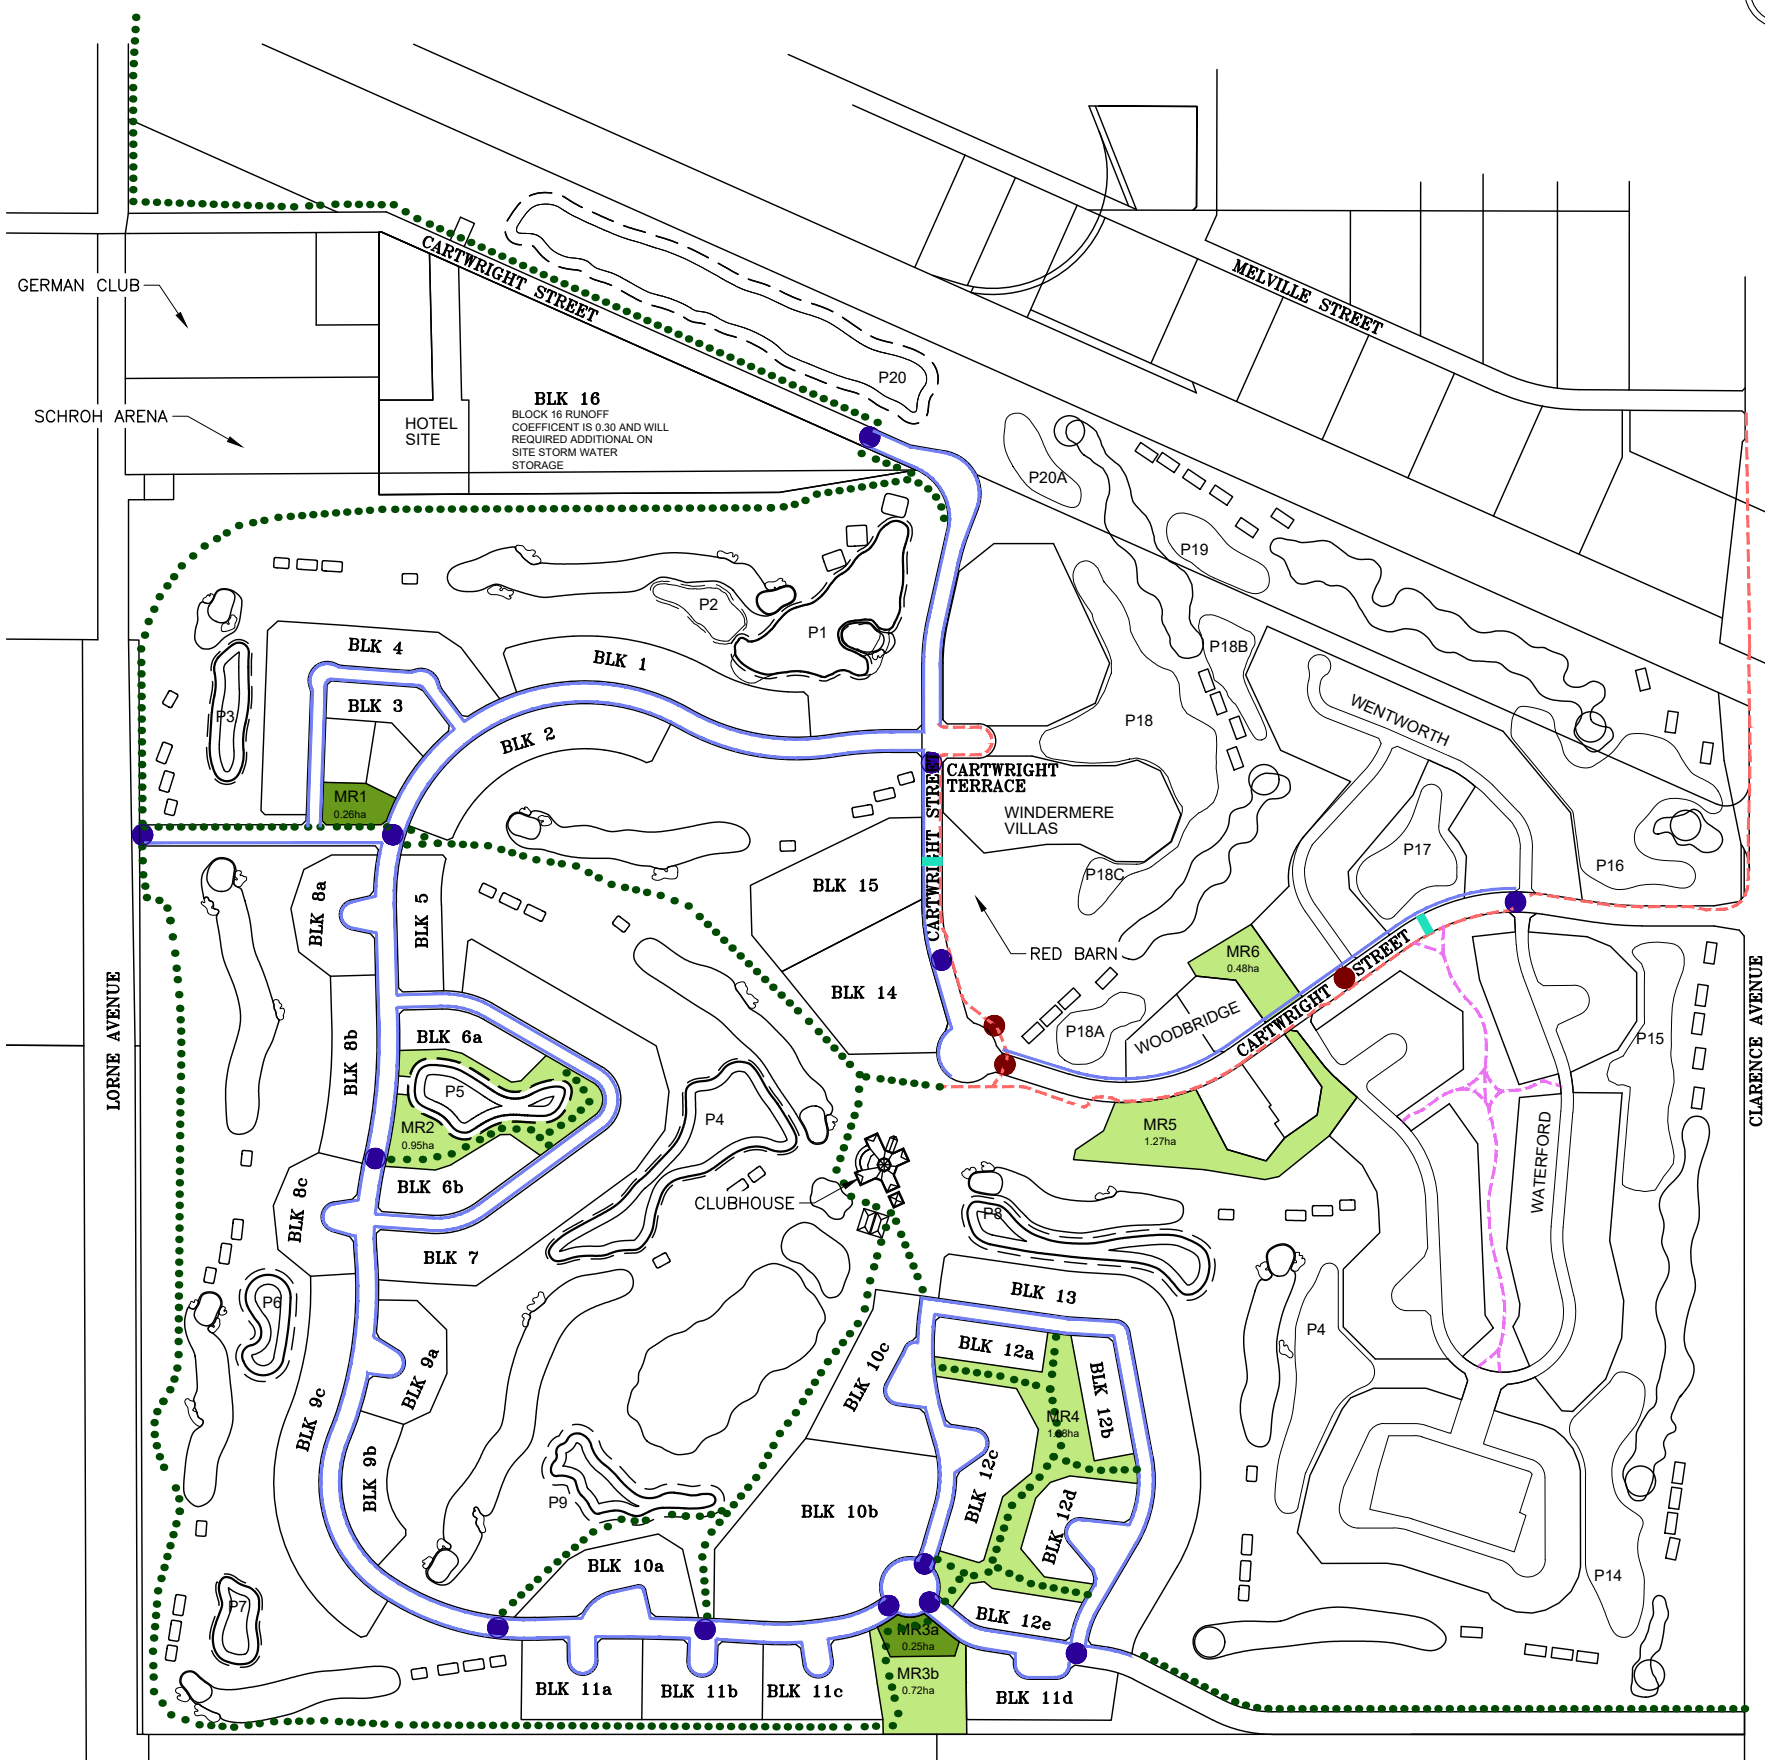 MELVILLE STREET
CARTWRIGHT STREET
GERMAN CLUB
P20
SCHROH ARENA
HOTEL
SITE
BLK 16
BLOCK 16 RUNOFF
COEFFICENT IS 0.30 AND WILL
REQUIRED ADDITIONAL ON
SITE STORM WATER
STORAGE
P20A
P19
P2
P1
P18B
BLK 4
BLK 1
BLK 3
BLK 2
P3
P18
WENTWORTH
CARTWRIGHT
TERRACE
CARTWRIGHT STREET
MR1
0.26ha
WINDERMERE
VILLAS
P17
P16
P18C
BLK 15
BLK 8a
BLK 5
RED BARN
MR6
0.48ha
CARTWRIGHT STREET
BLK 14
LORNE AVENUE
CLARENCE AVENUE
P18A
WOODBRIDGE
P15
BLK 8b
BLK 6a
P5
P4
MR2
0.95ha
MR5
1.27ha
WATERFORD
BLK 6b
BLK 8c
CLUBHOUSE
P8
BLK 7
BLK 13
P6
P4
BLK 12a
BLK 10c
BLK 9a
BLK 12b
BLK 9c
MR4
BLK 9b
BLK 12c
P9
BLK 10b
BLK 12d
BLK 10a
P14
P7
BLK 12e
MR3a
0.25ha
MR3b
0.72ha
BLK 11a
BLK 11b
BLK 11c
BLK 11d